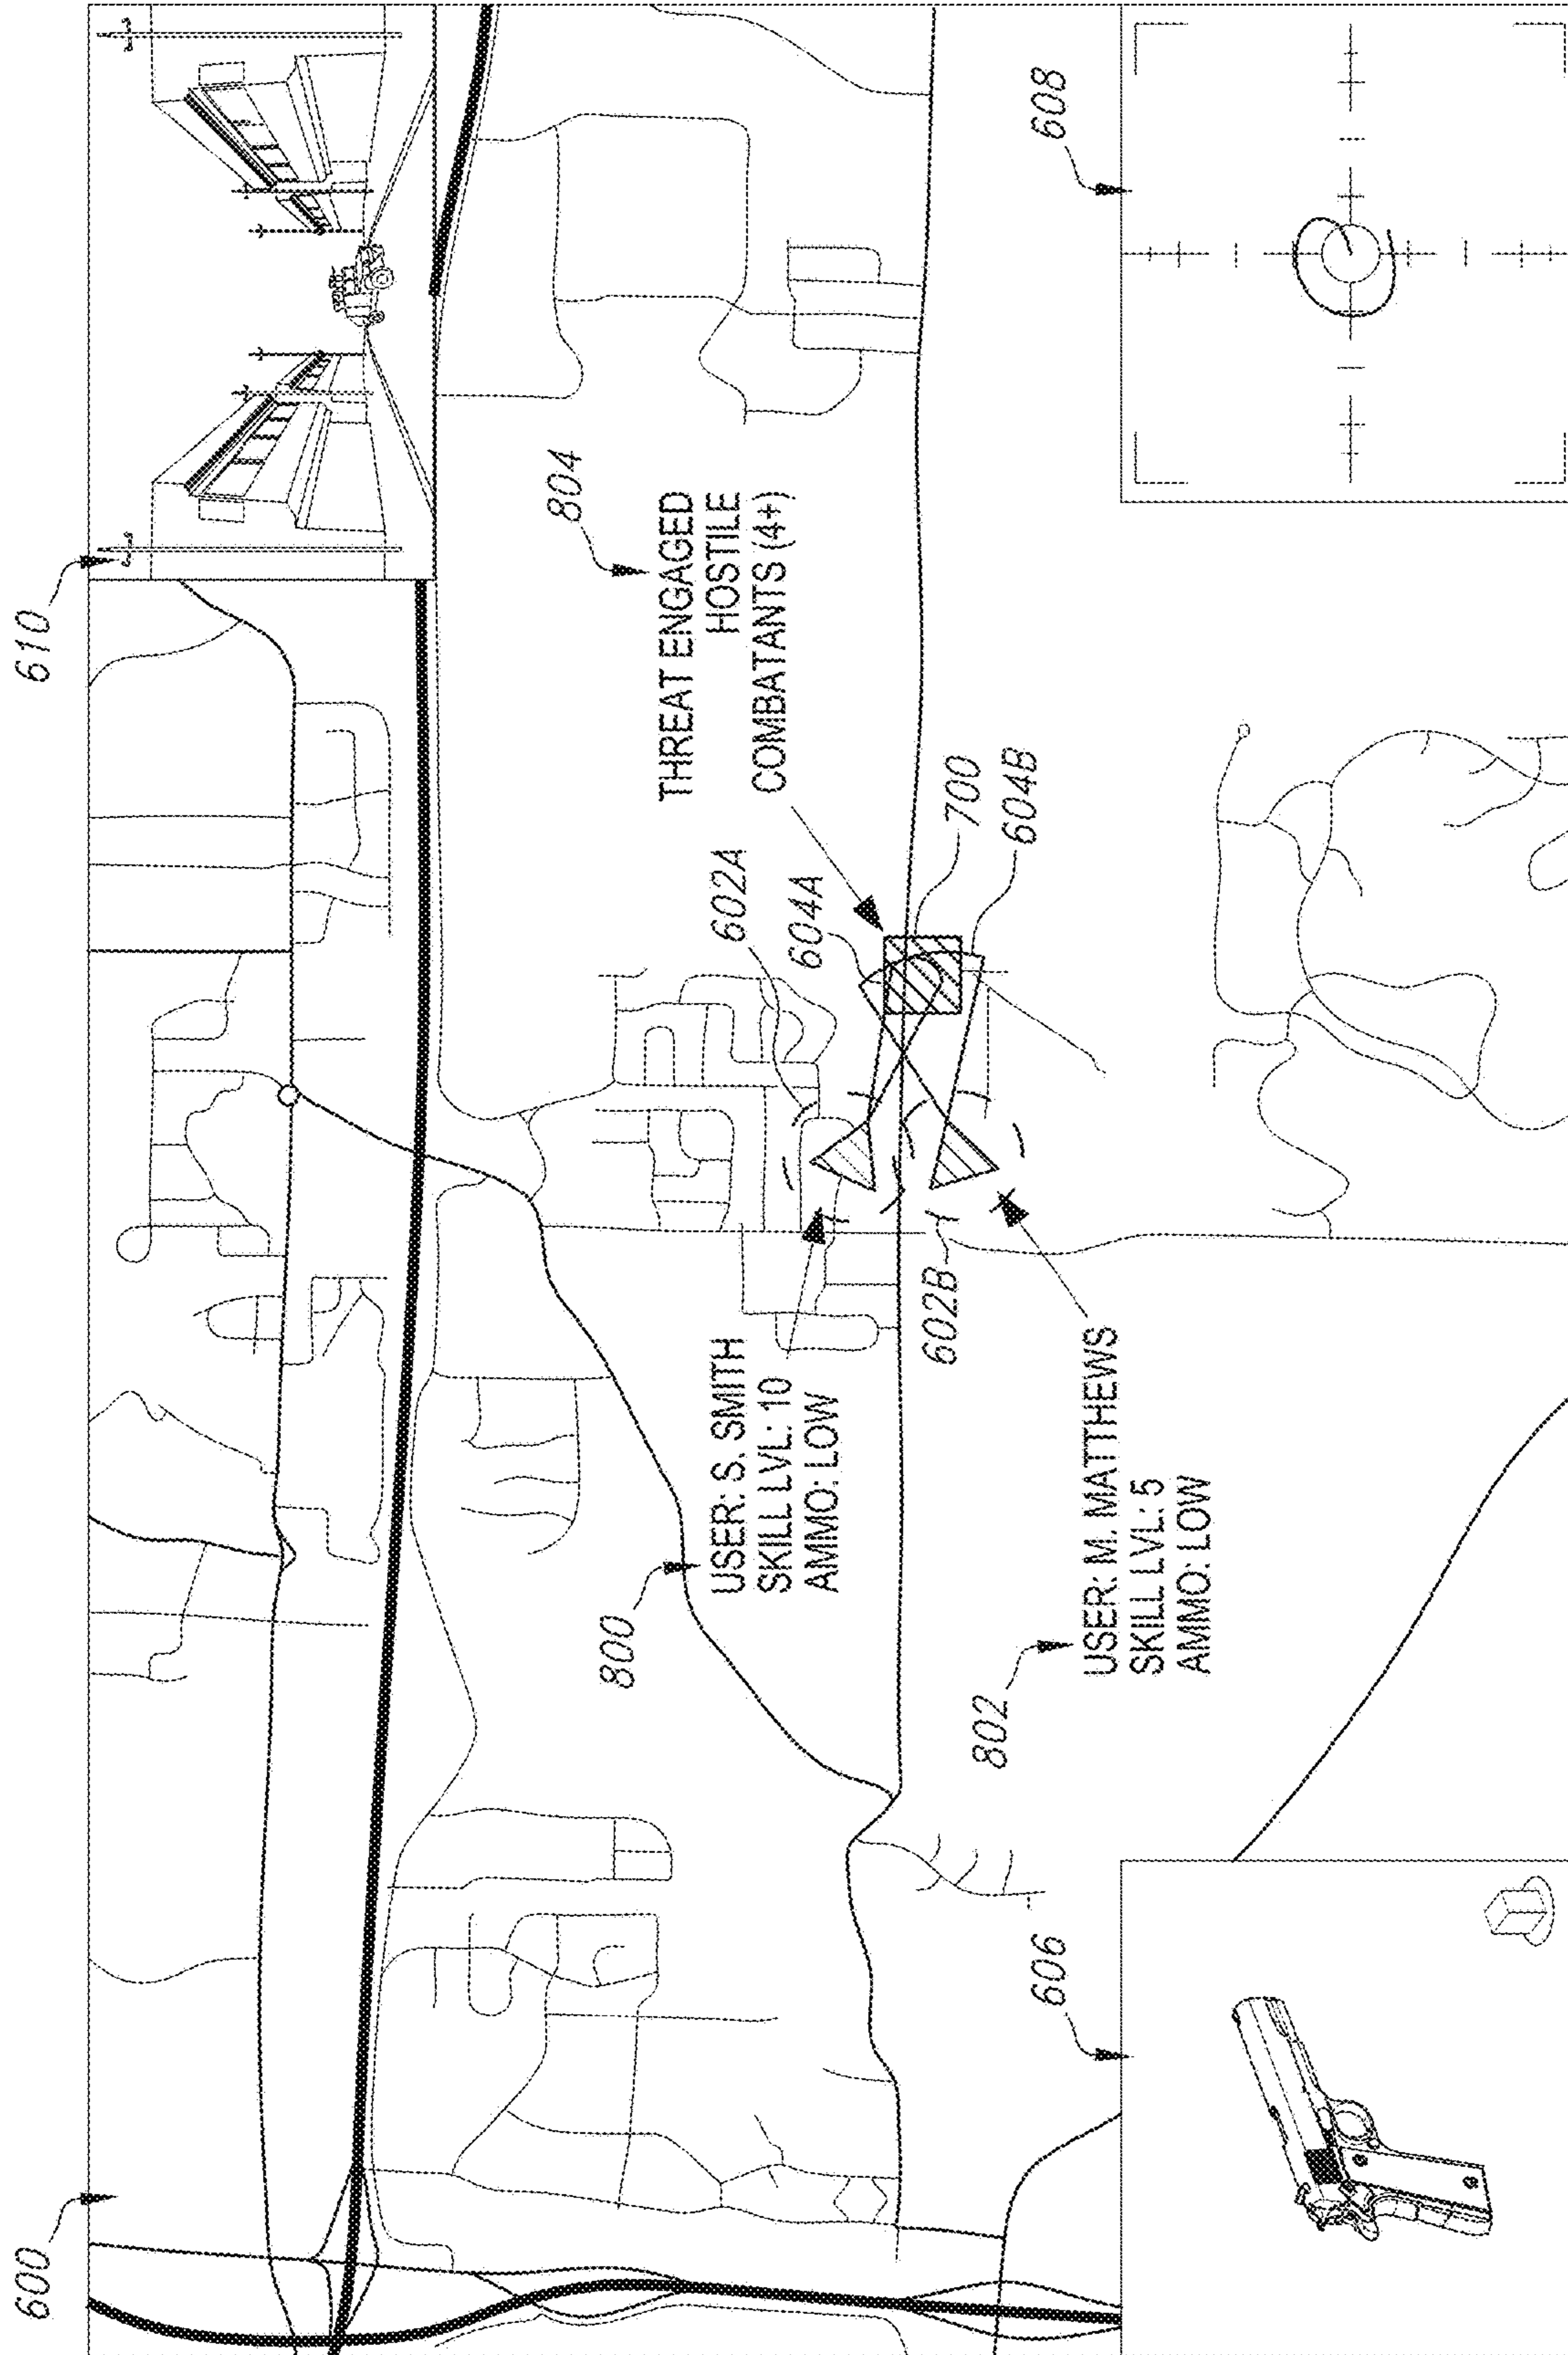 600
610
804
THREAT ENGAGED
HOSTILE
COMBATANTS (4+)
602A
604A
700
604B
800
USER: S. SMITH
SKILL LVL: 10
AMMO: LOW
602B
802
USER: M. MATTHEWS
SKILL LVL: 5
AMMO: LOW
606
608